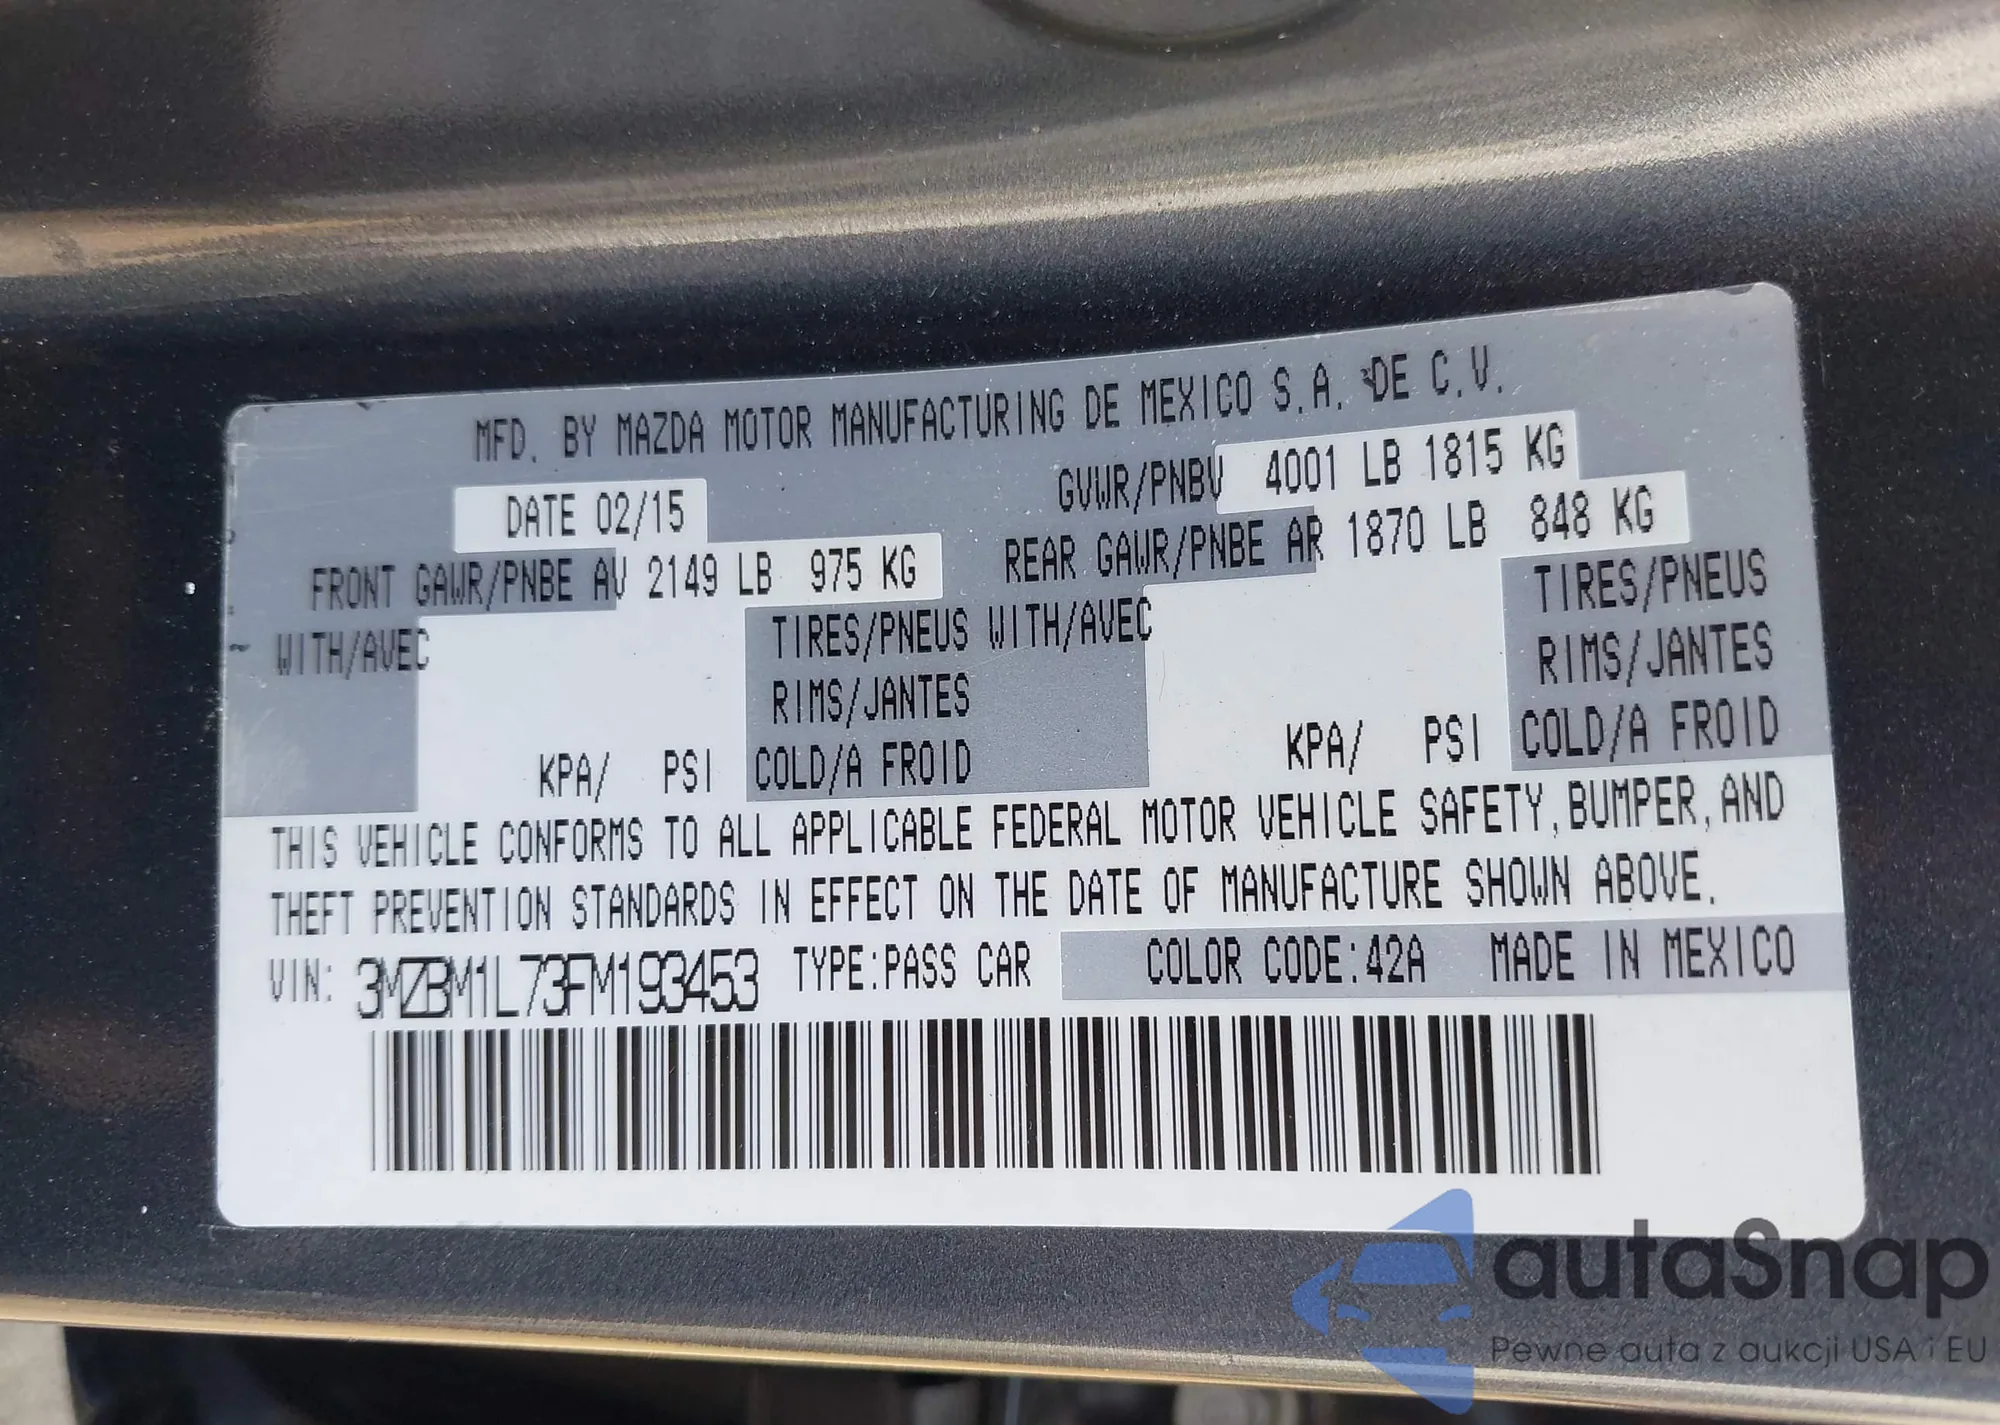 MFD. BY MAZDA MOTOR MANUFACTURING DE MEXICO S.A. DE C.V.
DATE 02/15 GVWR/PNBV 4001 LB 1815 KG
FRONT GAWR/PNBE AV 2149 LB 975 KG REAR GAWR/PNBE AR 1870 LB 848 KG
WITH/AVEC TIRES/PNEUS WITH/AVEC TIRES/PNEUS
RIMS/JANTES RIMS/JANTES
KPA/ PSI COLD/A FROID KPA/ PSI COLD/A FROID
THIS VEHICLE CONFORMS TO ALL APPLICABLE FEDERAL MOTOR VEHICLE SAFETY, BUMPER, AND
THEFT PREVENTION STANDARDS IN EFFECT ON THE DATE OF MANUFACTURE SHOWN ABOVE.
VIN: 3MZBM1L73FM193453 TYPE:PASS CAR COLOR CODE:42A MADE IN MEXICO
autaSnap
Pewne auta z aukcji USA i EU